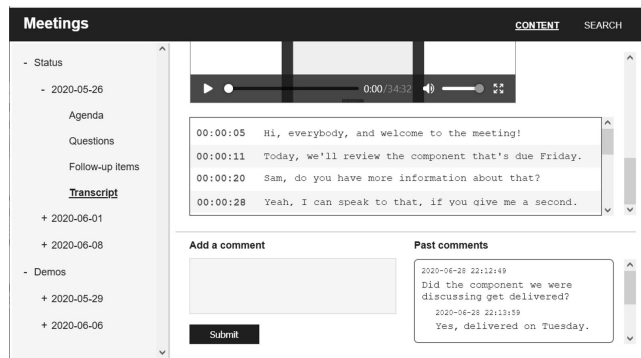 Meetings
CONTENT
SEARCH
- Status
- 2020-05-26
Agenda
Questions
Follow-up items
Transcript
+ 2020-06-01
+ 2020-06-08
- Demos
+ 2020-05-29
+ 2020-06-06
0:00/34:32
00:00:05 Hi, everybody, and welcome to the meeting!
00:00:11 Today, we'll review the component that's due Friday.
00:00:20 Sam, do you have more information about that?
00:00:28 Yeah, I can speak to that, if you give me a second.
Add a comment
Submit
Past comments
2020-06-28 22:12:49
Did the component we were
discussing get delivered?
2020-06-28 22:13:59
Yes, delivered on Tuesday.